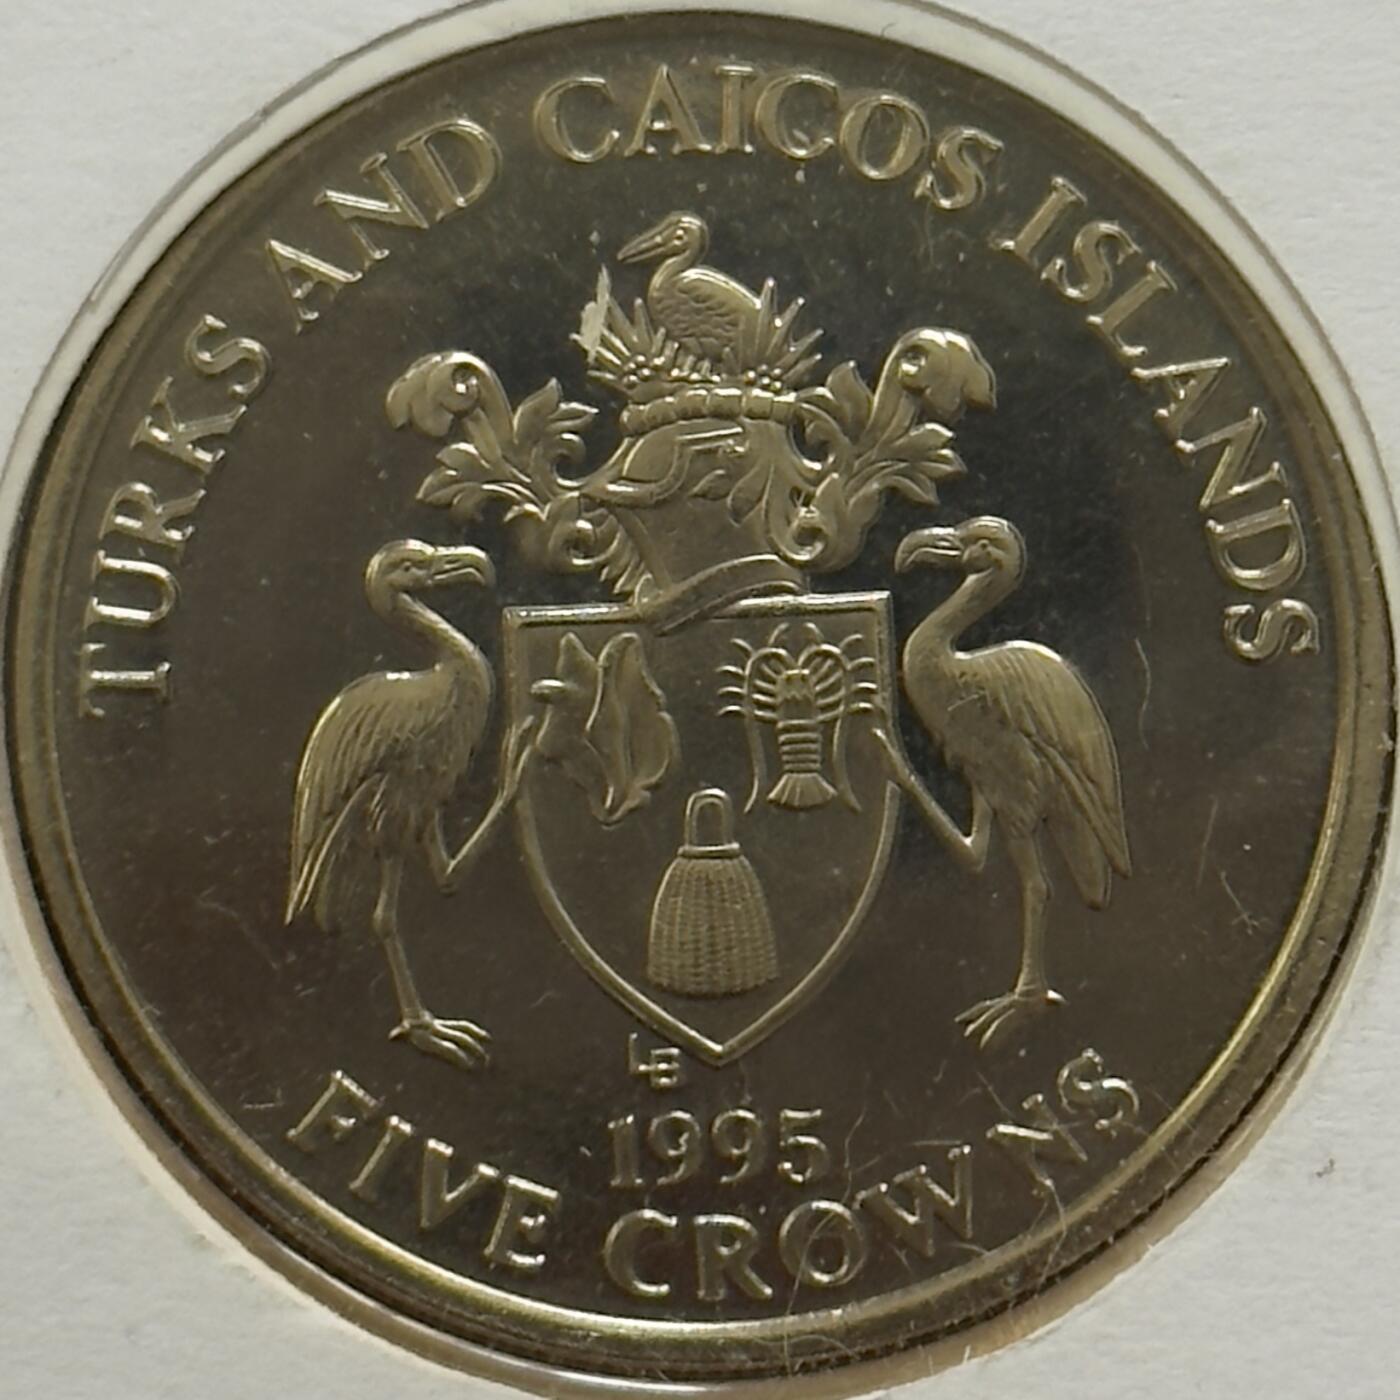 TURKS AND CAICOS ISLANDS
LB
1995
FIVE CROWNS